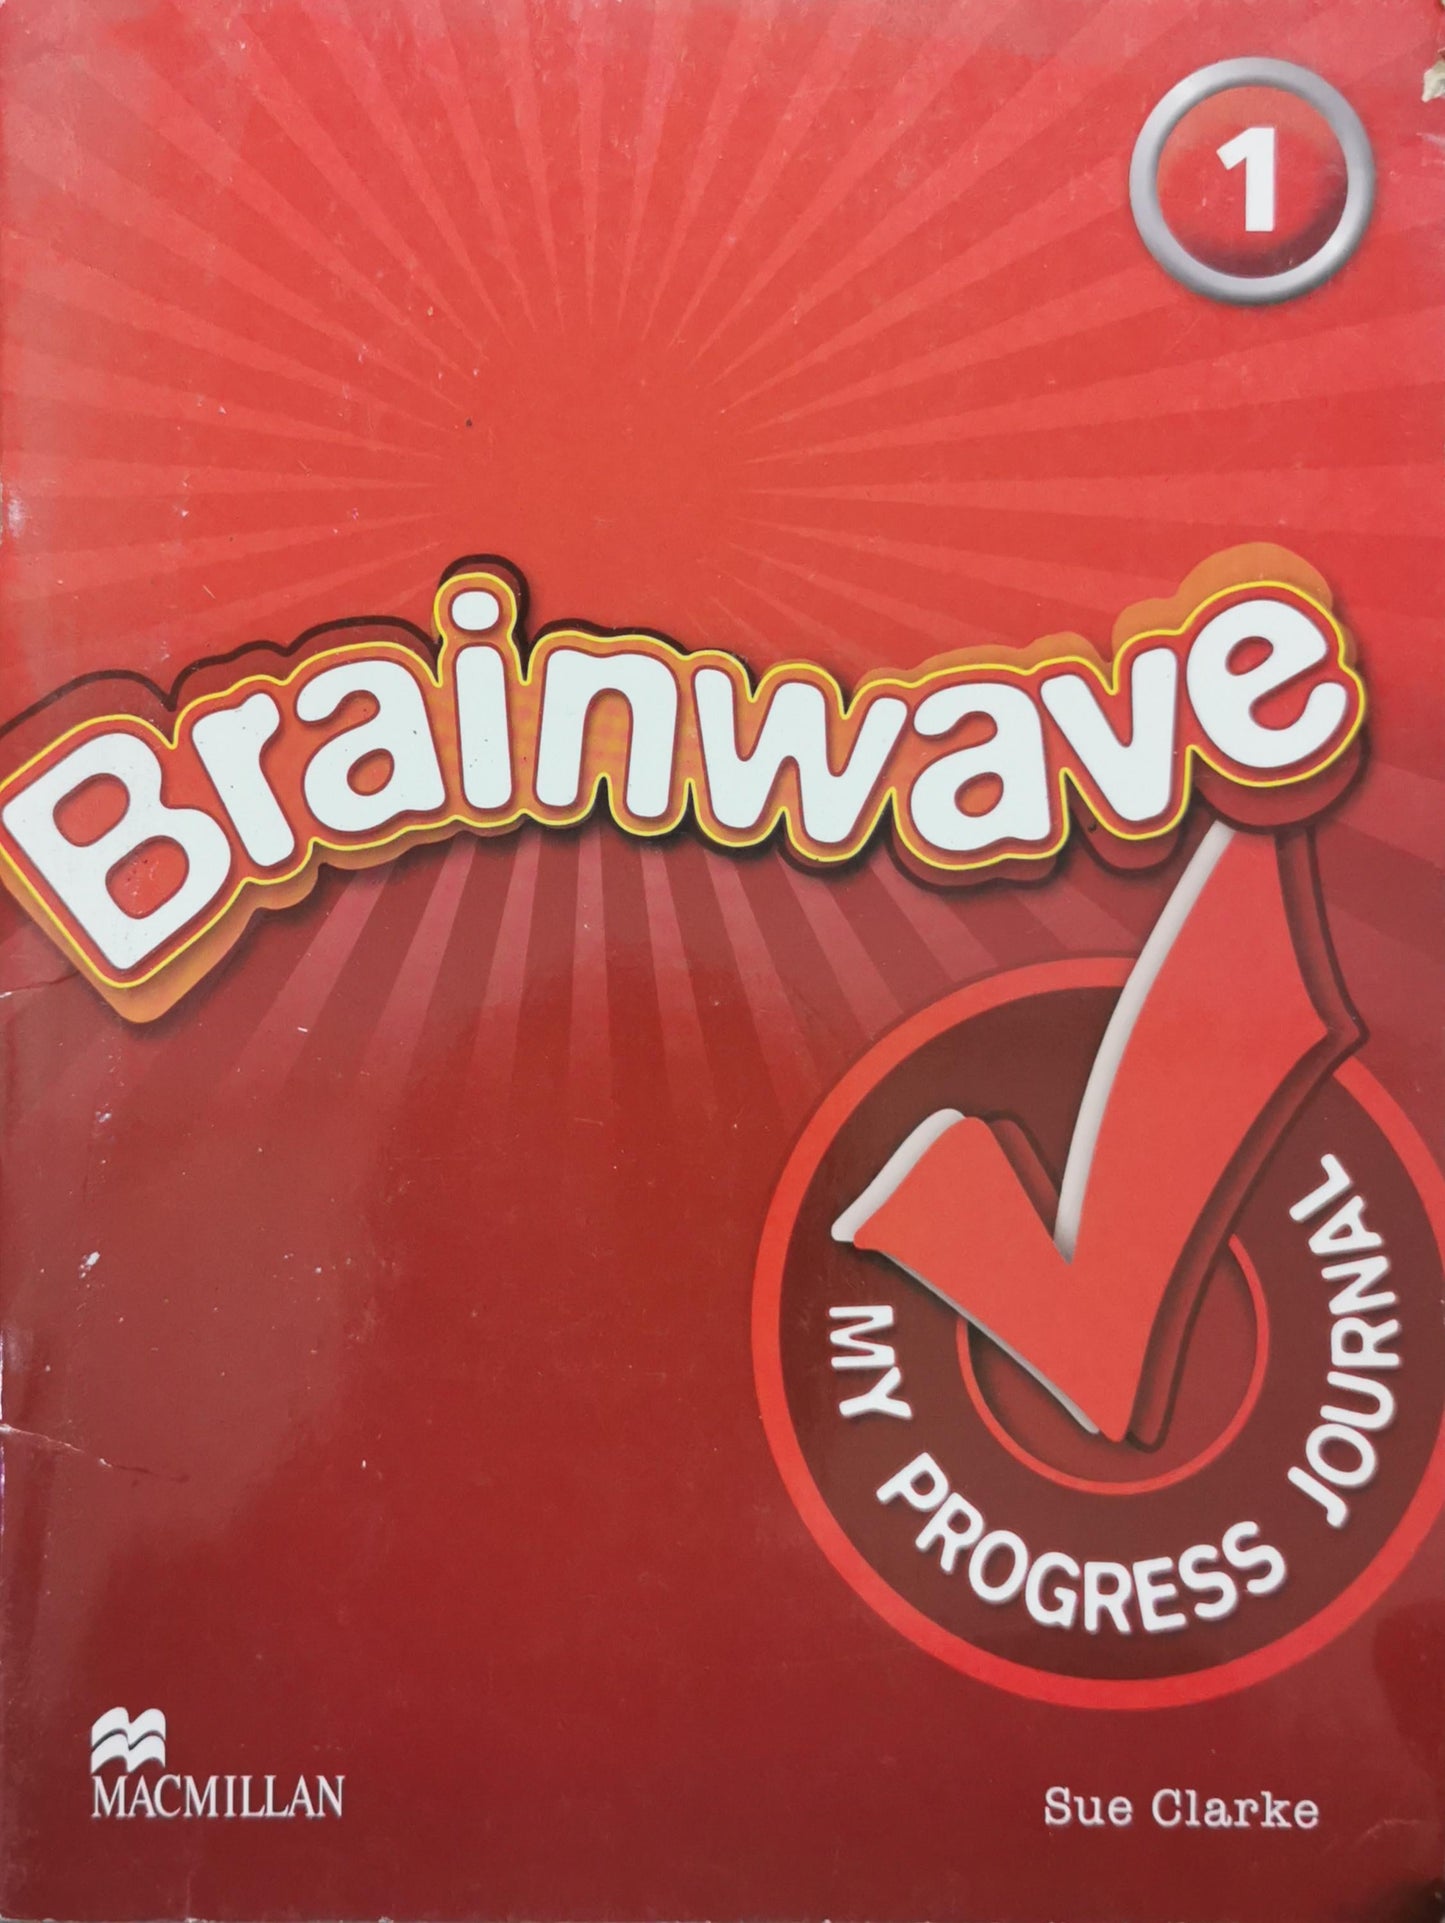 1
Brainwave
MY PROGRESS JOURNAL
MACMILLAN
Sue Clarke